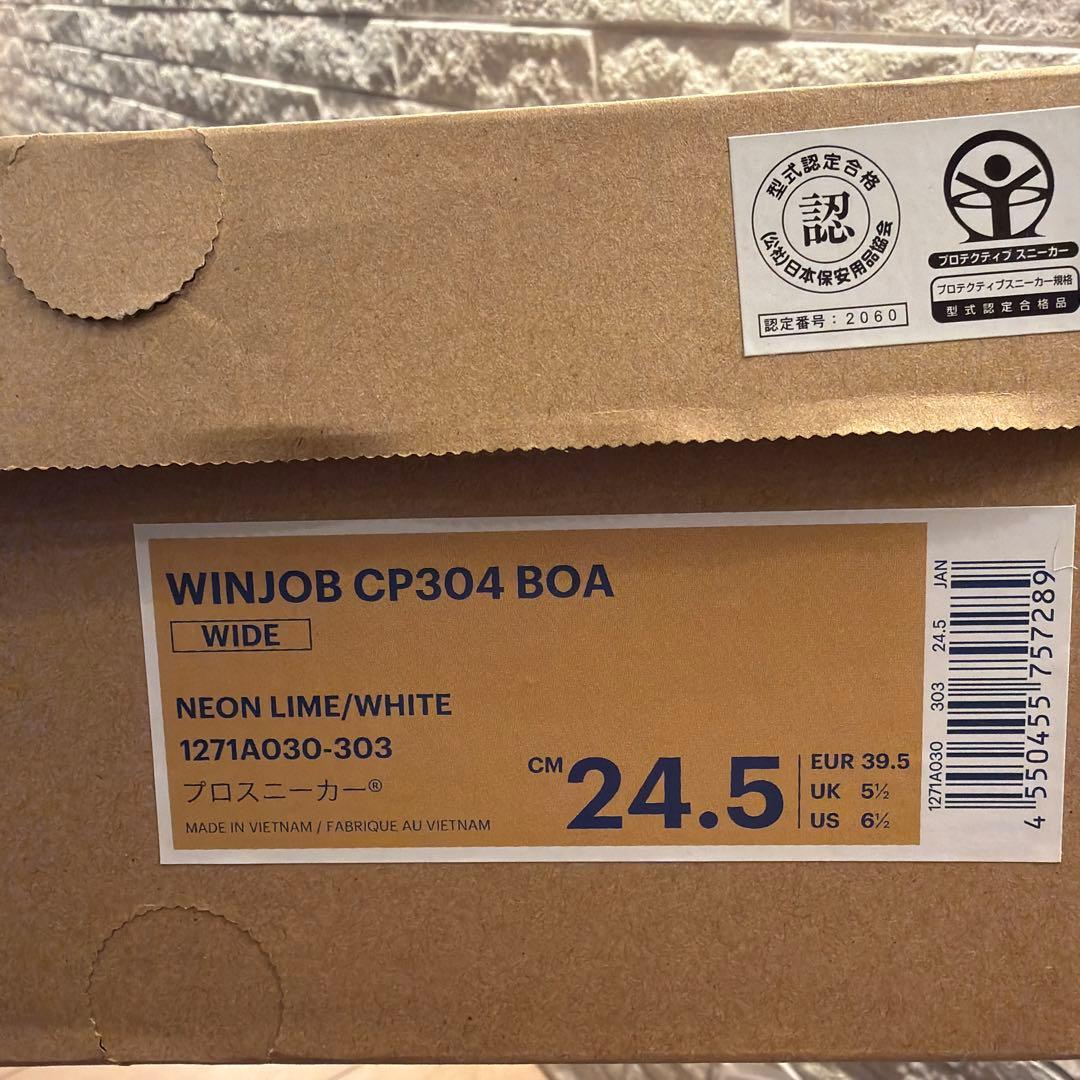 型式認定合格
認
(公社)日本保安用品協会
認定番号：2060
プロテクティブ スニーカー
プロテクティブスニーカー規格
型式認定合格品
WINJOB CP304 BOA
WIDE
NEON LIME/WHITE
1271A030-303
プロスニーカー®
MADE IN VIETNAM / FABRIQUE AU VIETNAM
CM 24.5
EUR 39.5
UK 5½
US 6½
1271A030 303 24.5 JAN
4 550455 757289